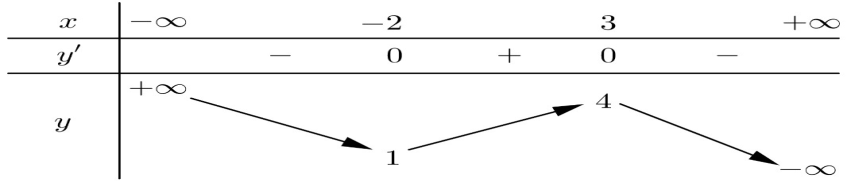 x −∞ −2 3 +∞
y′ − 0 + 0 −
+∞ 4
y
1 −∞